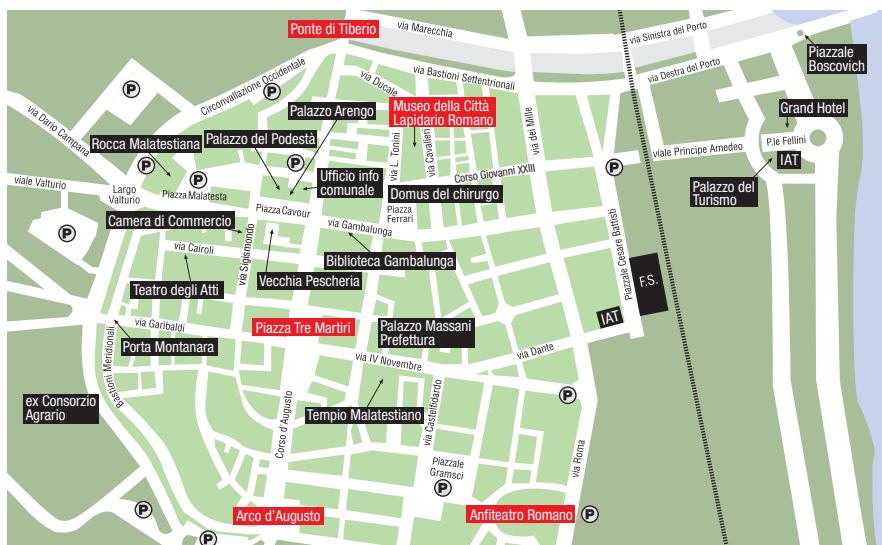 Ponte di Tiberio
via Marecchia
via Sinistra del Porto
via Destra del Porto
Piazzale
Boscovich
via Bastioni Settentrionali
Circonvallazione Occidentale
via Ducale
P
P
via Dario Campana
Palazzo Arengo
Museo della Città
Lapidario Romano
via dei Mille
Grand Hotel
Rocca Malatestiana
Palazzo del Podestà
via L. Tonini
via Cavalieri
P.le Fellini
viale Principe Amedeo
IAT
P
P
P
P
Ufficio info
comunale
Corso Giovanni XXIII
Palazzo del
Turismo
viale Valturio
Largo
Valturio
Piazza Malatesta
Domus del chirurgo
Piazza Cavour
Piazza
Ferrari
Camera di Commercio
via Gambalunga
P
via Cairoli
via Sigismondo
Biblioteca Gambalunga
Vecchia Pescheria
Teatro degli Atti
Piazzale Cesare Battisti
F.S.
IAT
via Garibaldi
Piazza Tre Martiri
Palazzo Massani
Prefettura
Porta Montanara
via IV Novembre
via Dante
Bastioni Meridionali
ex Consorzio
Agrario
Corso d'Augusto
Tempio Malatestiano
via Castelfidardo
P
via Roma
Piazzale
Gramsci
P
Arco d'Augusto
Anfiteatro Romano
P
P
P